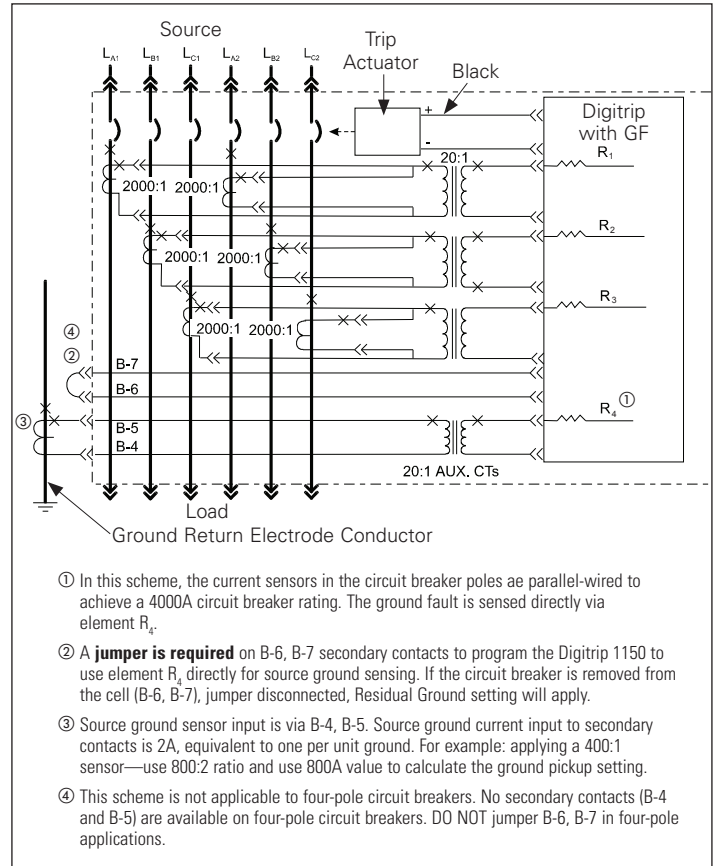 Source
L_A1 L_B1 L_C1 L_A2 L_B2 L_C2
Trip
Actuator
Black
+
-
Digitrip
with GF
20:1
R₁
2000:1 2000:1
R₂
2000:1 2000:1
R₃
2000:1 2000:1
④
②
B-7
B-6
③
B-5
B-4
R₄ ①
20:1 AUX. CTs
Load
Ground Return Electrode Conductor
① In this scheme, the current sensors in the circuit breaker poles ae parallel-wired to
achieve a 4000A circuit breaker rating. The ground fault is sensed directly via
element R₄.
② A jumper is required on B-6, B-7 secondary contacts to program the Digitrip 1150 to
use element R₄ directly for source ground sensing. If the circuit breaker is removed from
the cell (B-6, B-7), jumper disconnected, Residual Ground setting will apply.
③ Source ground sensor input is via B-4, B-5. Source ground current input to secondary
contacts is 2A, equivalent to one per unit ground. For example: applying a 400:1
sensor—use 800:2 ratio and use 800A value to calculate the ground pickup setting.
④ This scheme is not applicable to four-pole circuit breakers. No secondary contacts (B-4
and B-5) are available on four-pole circuit breakers. DO NOT jumper B-6, B-7 in four-pole
applications.